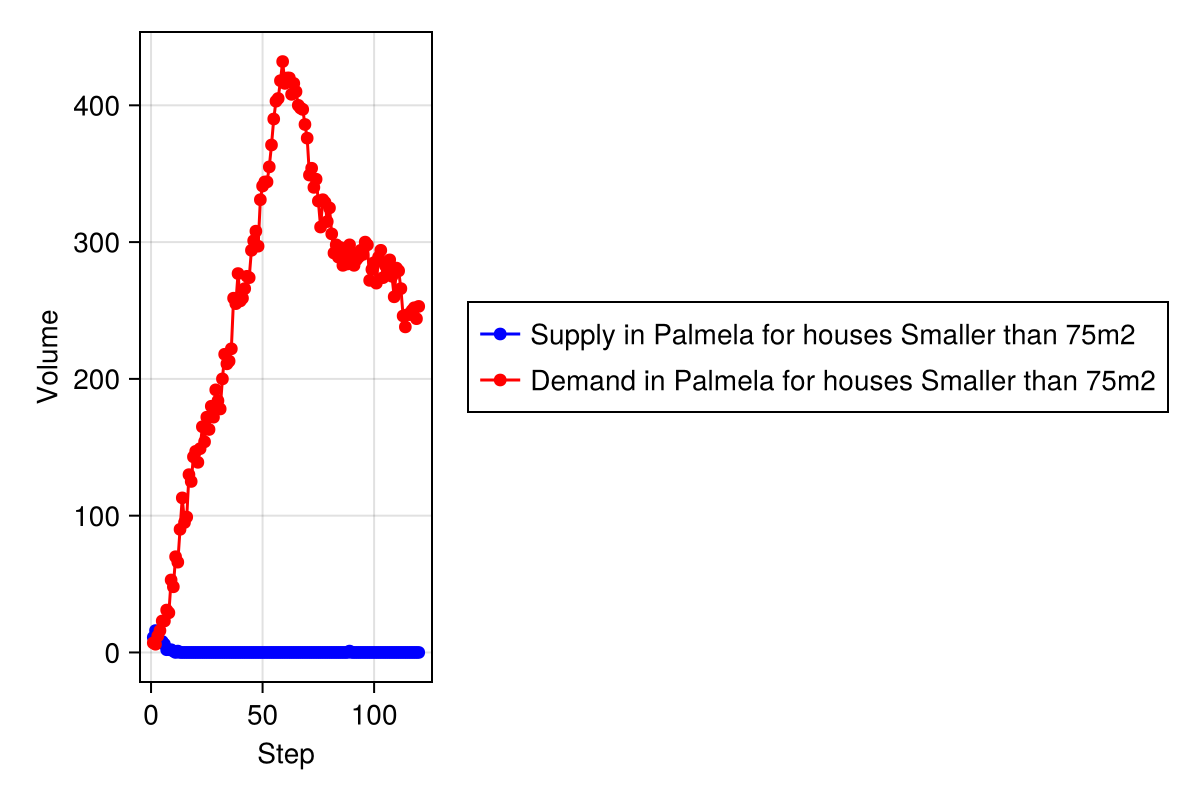 400
300
200
100
0
Volume
0 50 100
Step
Supply in Palmela for houses Smaller than 75m2
Demand in Palmela for houses Smaller than 75m2